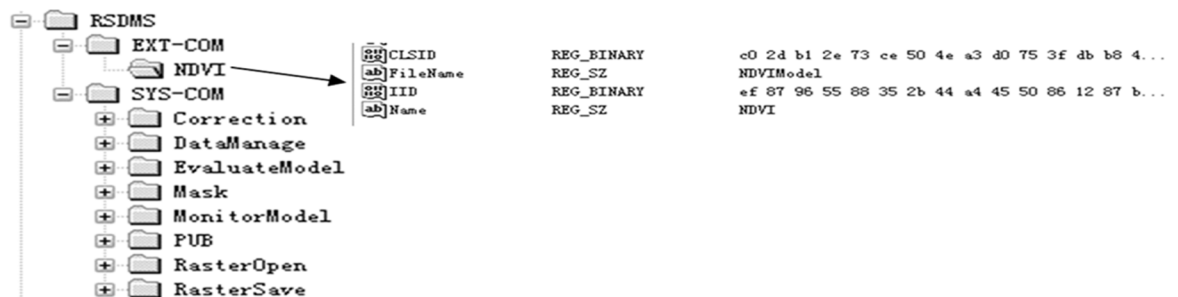 RSDMS
EXT-COM
NDVI
SYS-COM
Correction
DataManage
EvaluateModel
Mask
MonitorModel
PUB
RasterOpen
RasterSave
CLSID REG_BINARY c0 2d b1 2e 73 ce 50 4e a3 d0 75 3f db b8 4...
FileName REG_SZ NDVIModel
IID REG_BINARY ef 87 96 55 88 35 2b 44 a4 45 50 86 12 87 b...
Name REG_SZ NDVI